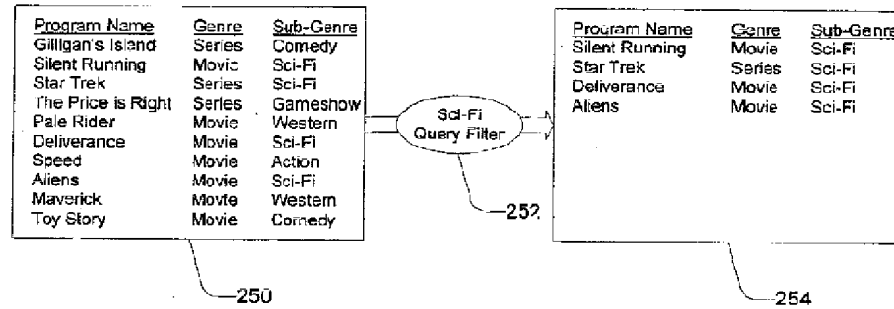 Program Name Genre Sub-Genre
Gilligan's Island Series Comedy
Silent Running Movie Sci-Fi
Star Trek Series Sci-Fi
The Price is Right Series Gameshow
Pale Rider Movie Western
Deliverance Movie Sci-Fi
Speed Movie Action
Aliens Movie Sci-Fi
Maverick Movie Western
Toy Story Movie Comedy
250
Sci-Fi
Query Filter
252
Program Name Genre Sub-Genre
Silent Running Movie Sci-Fi
Star Trek Series Sci-Fi
Deliverance Movie Sci-Fi
Aliens Movie Sci-Fi
254